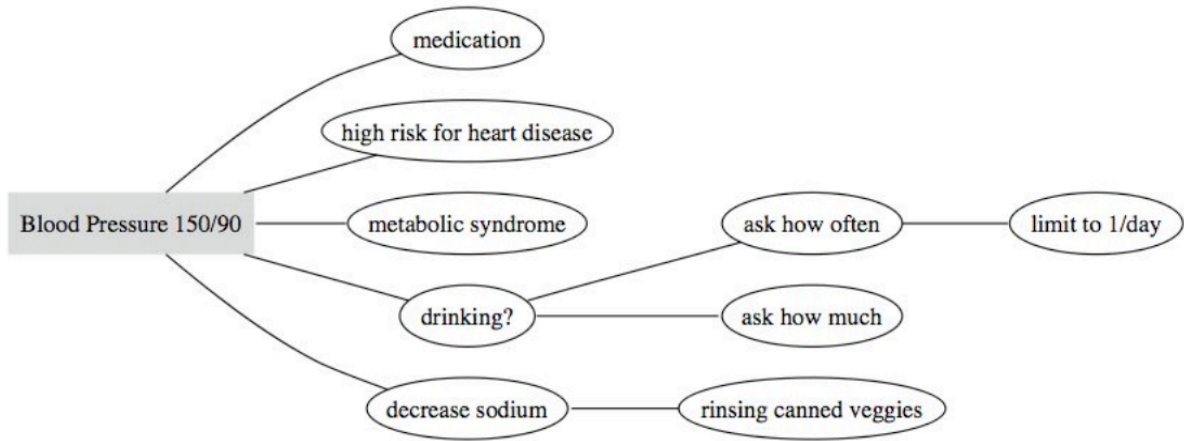 medication
high risk for heart disease
Blood Pressure 150/90
metabolic syndrome
ask how often
limit to 1/day
drinking?
ask how much
decrease sodium
rinsing canned veggies